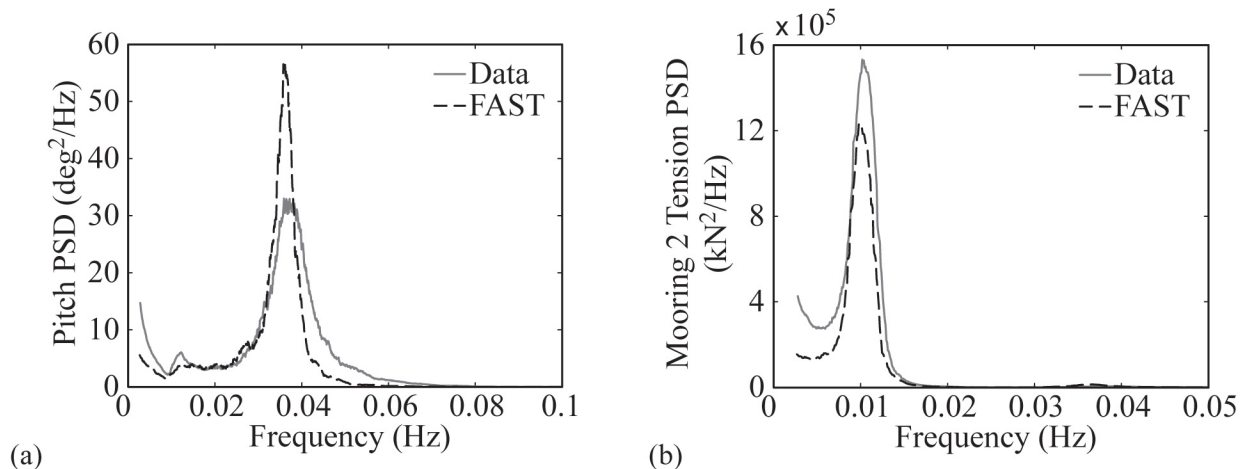 60
50
40
30
20
10
0
Pitch PSD (deg²/Hz)
Data
FAST
0 0.02 0.04 0.06 0.08 0.1
Frequency (Hz)
(a)
×10⁵
16
12
8
4
0
Mooring 2 Tension PSD
(kN²/Hz)
Data
FAST
0 0.01 0.02 0.03 0.04 0.05
Frequency (Hz)
(b)